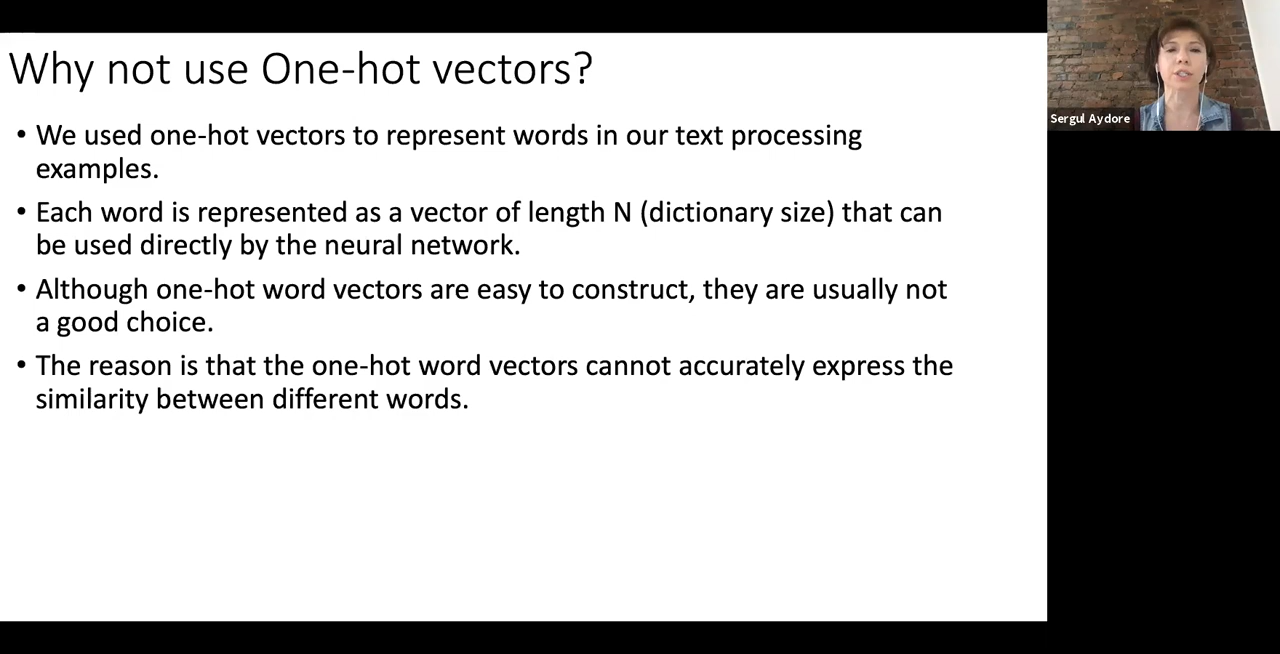 Why not use One-hot vectors?
• We used one-hot vectors to represent words in our text processing
examples.
• Each word is represented as a vector of length N (dictionary size) that can
be used directly by the neural network.
• Although one-hot word vectors are easy to construct, they are usually not
a good choice.
• The reason is that the one-hot word vectors cannot accurately express the
similarity between different words.
Sergul Aydore